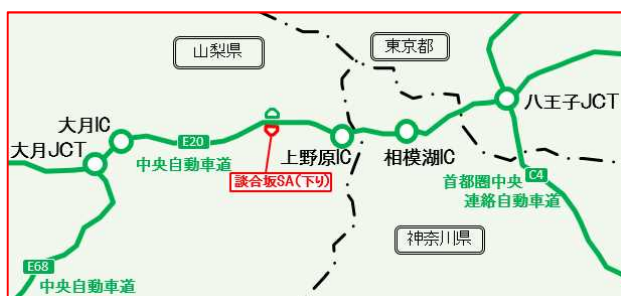 山梨県
東京都
八王子JCT
大月IC
大月JCT
E20
中央自動車道
上野原IC
相模湖IC
談合坂SA(下り)
首都圏中央
連絡自動車道
C4
神奈川県
E68
中央自動車道